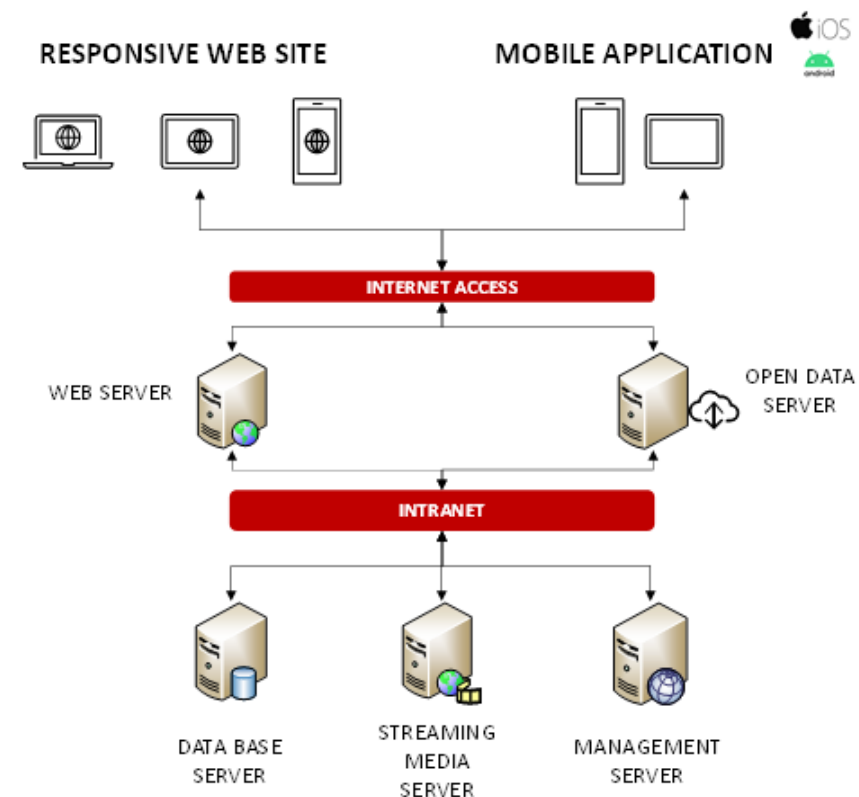 RESPONSIVE WEB SITE
MOBILE APPLICATION
iOS
android
INTERNET ACCESS
WEB SERVER
OPEN DATA
SERVER
INTRANET
DATA BASE
SERVER
STREAMING
MEDIA
SERVER
MANAGEMENT
SERVER